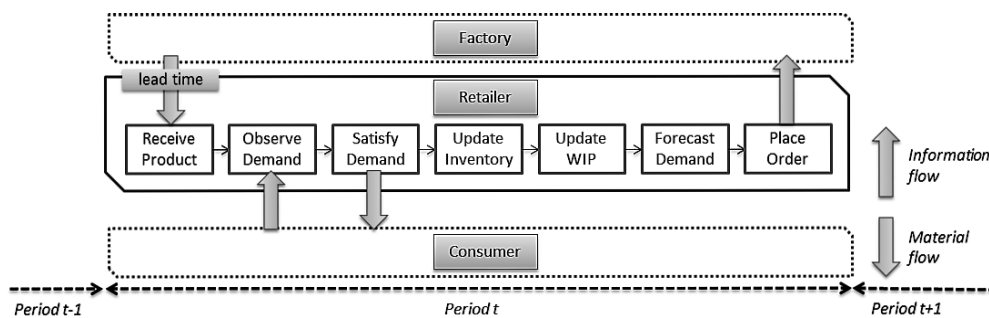 Factory
lead time
Retailer
Receive
Product
Observe
Demand
Satisfy
Demand
Update
Inventory
Update
WIP
Forecast
Demand
Place
Order
Information
flow
Consumer
Material
flow
Period t-1
Period t
Period t+1